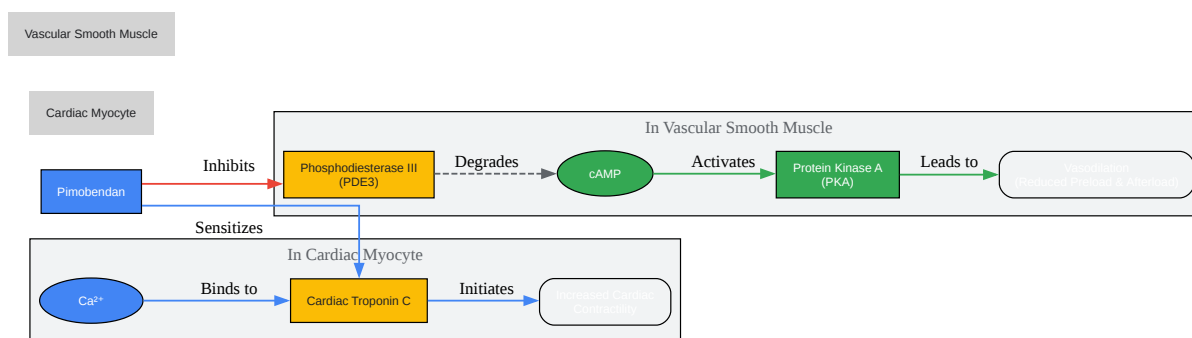 Vascular Smooth Muscle
Cardiac Myocyte
In Vascular Smooth Muscle
Inhibits
Phosphodiesterase III
(PDE3)
Degrades
cAMP
Activates
Protein Kinase A
(PKA)
Leads to
Vasodilation
(Reduced Preload & Afterload)
Pimobendan
Sensitizes
In Cardiac Myocyte
Ca²⁺
Binds to
Cardiac Troponin C
Initiates
Increased Cardiac
Contractility